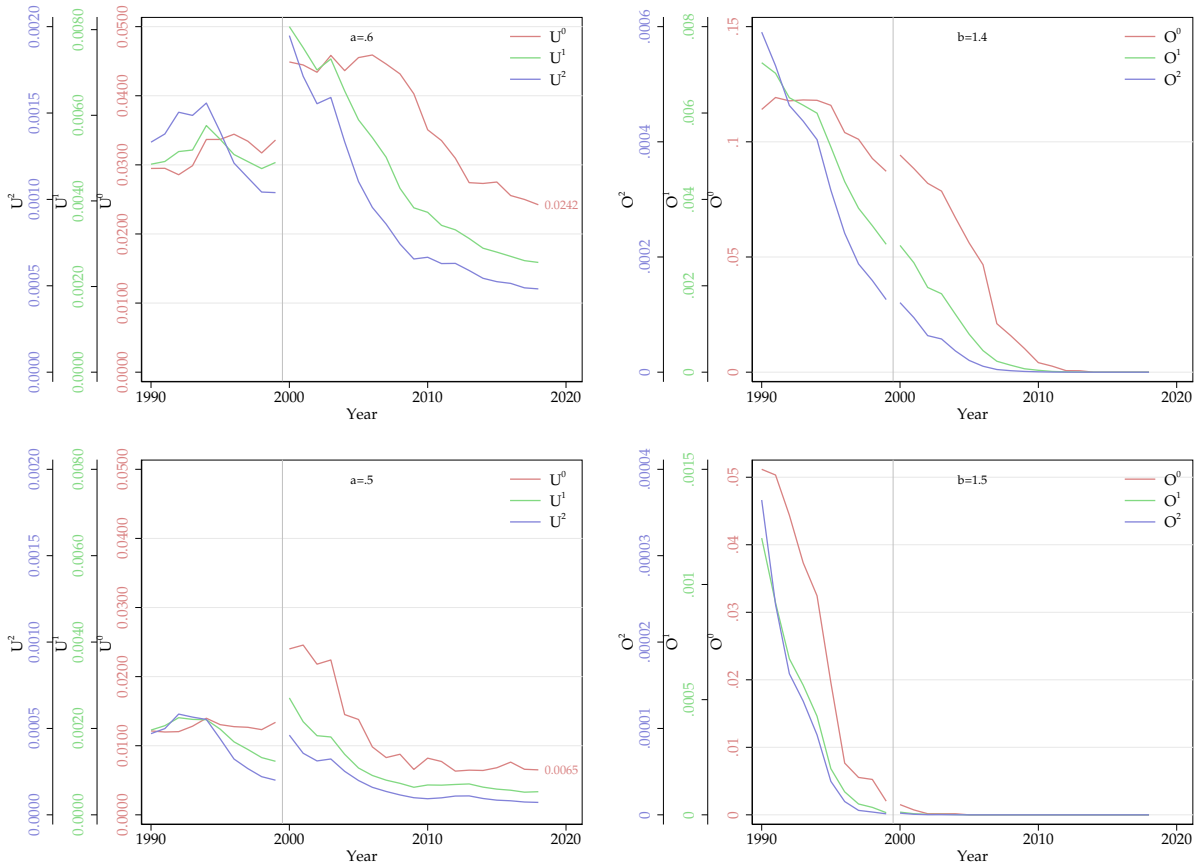 a=.6
U⁰
U¹
U²
0.0020
0.0015
0.0010
0.0005
0.0000
U²
0.0080
0.0060
0.0040
0.0020
0.0000
U¹
0.0500
0.0400
0.0300
0.0200
0.0100
0.0000
U⁰
0.0242
1990 2000 2010 2020
Year
b=1.4
O⁰
O¹
O²
.0006
.0004
.0002
0
O²
.008
.006
.004
.002
0
O¹
.15
.1
.05
0
O⁰
1990 2000 2010 2020
Year
a=.5
U⁰
U¹
U²
0.0020
0.0015
0.0010
0.0005
0.0000
U²
0.0080
0.0060
0.0040
0.0020
0.0000
U¹
0.0500
0.0400
0.0300
0.0200
0.0100
0.0000
U⁰
0.0065
1990 2000 2010 2020
Year
b=1.5
O⁰
O¹
O²
.00004
.00003
.00002
.00001
0
O²
.0015
.001
.0005
0
O¹
.05
.04
.03
.02
.01
0
O⁰
1990 2000 2010 2020
Year